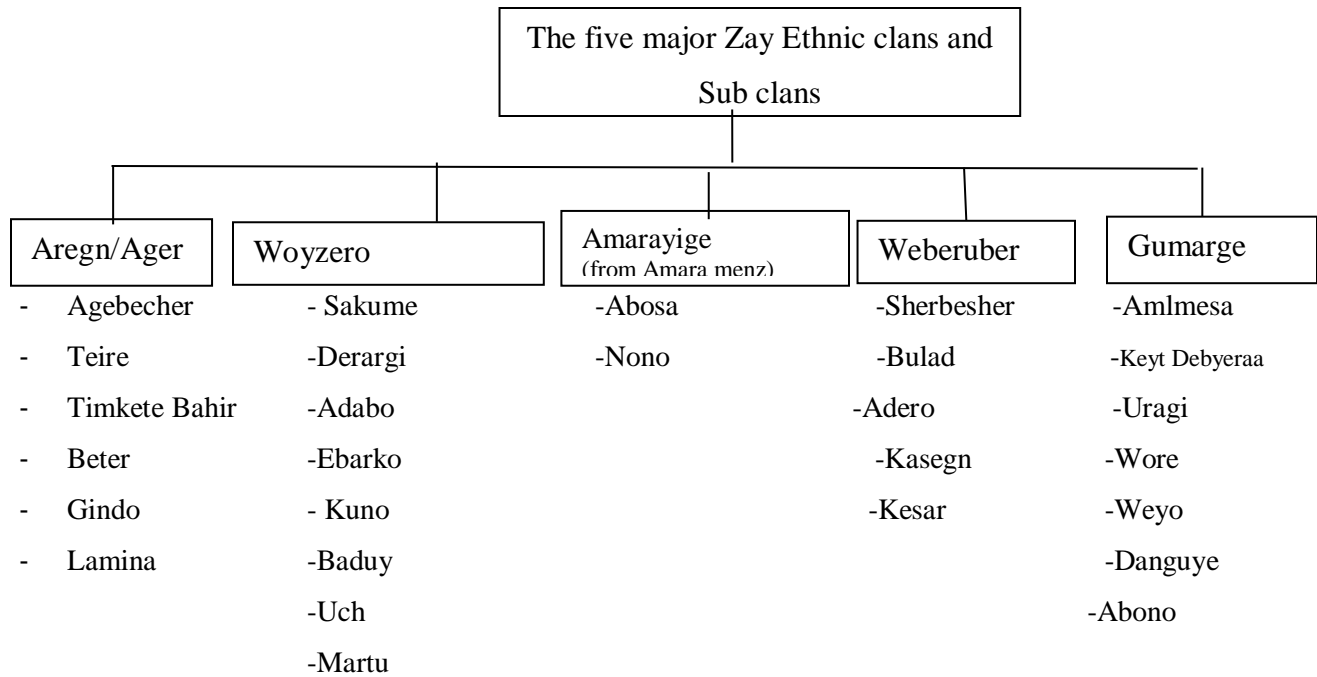 The five major Zay Ethnic clans and
Sub clans
Aregn/Ager
- Agebecher
- Teire
- Timkete Bahir
- Beter
- Gindo
- Lamina
Woyzero
- Sakume
-Derargi
-Adabo
-Ebarko
- Kuno
-Baduy
-Uch
-Martu
Amarayige
(from Amara menz)
-Abosa
-Nono
Weberuber
-Sherbesher
-Bulad
-Adero
-Kasegn
-Kesar
Gumarge
-Amlmesa
-Keyt Debyeraa
-Uragi
-Wore
-Weyo
-Danguye
-Abono